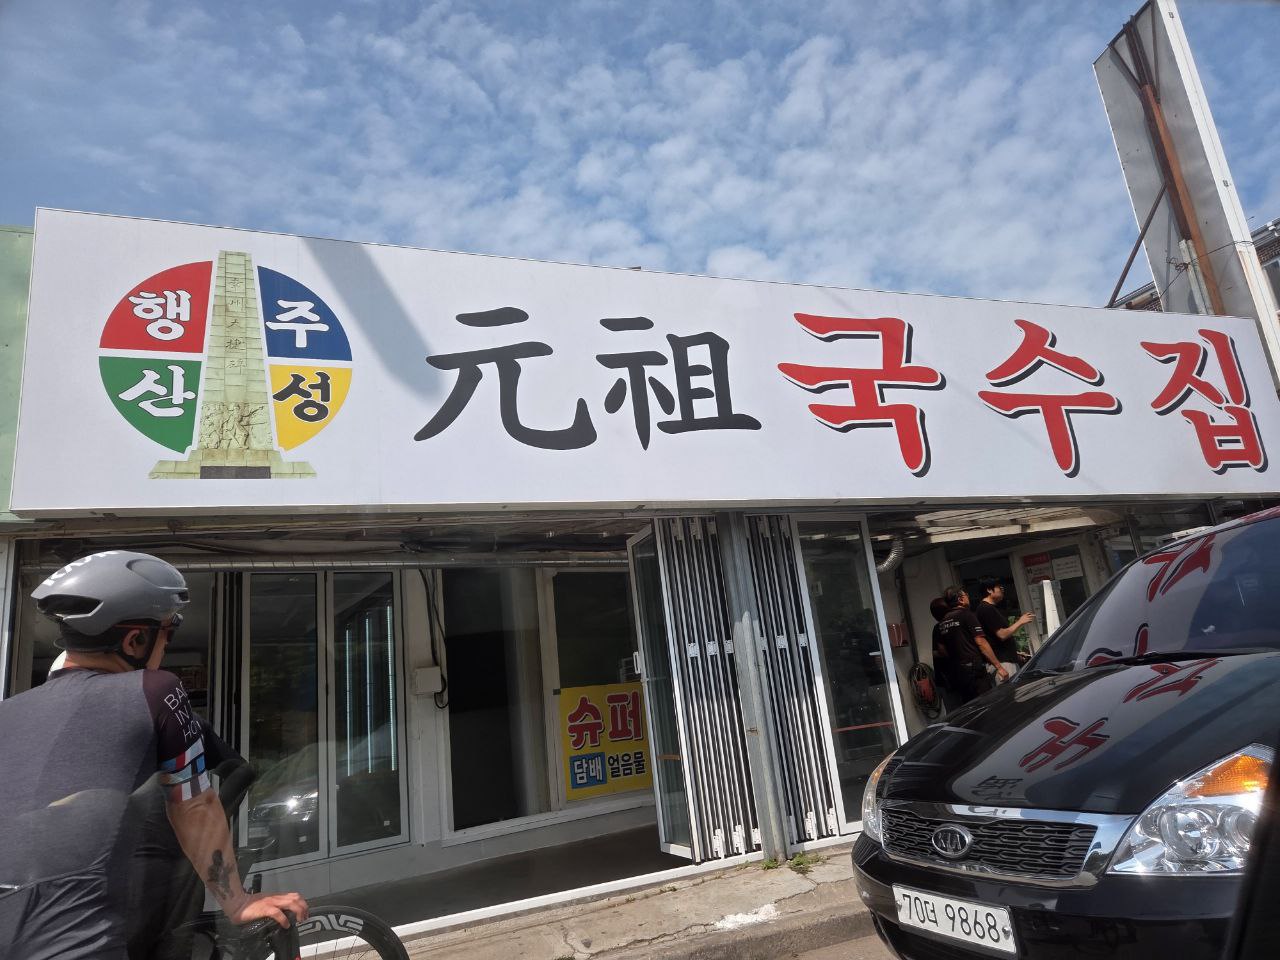 행주
산성
元祖국수집
슈퍼
담배 얼음물
70더 9868